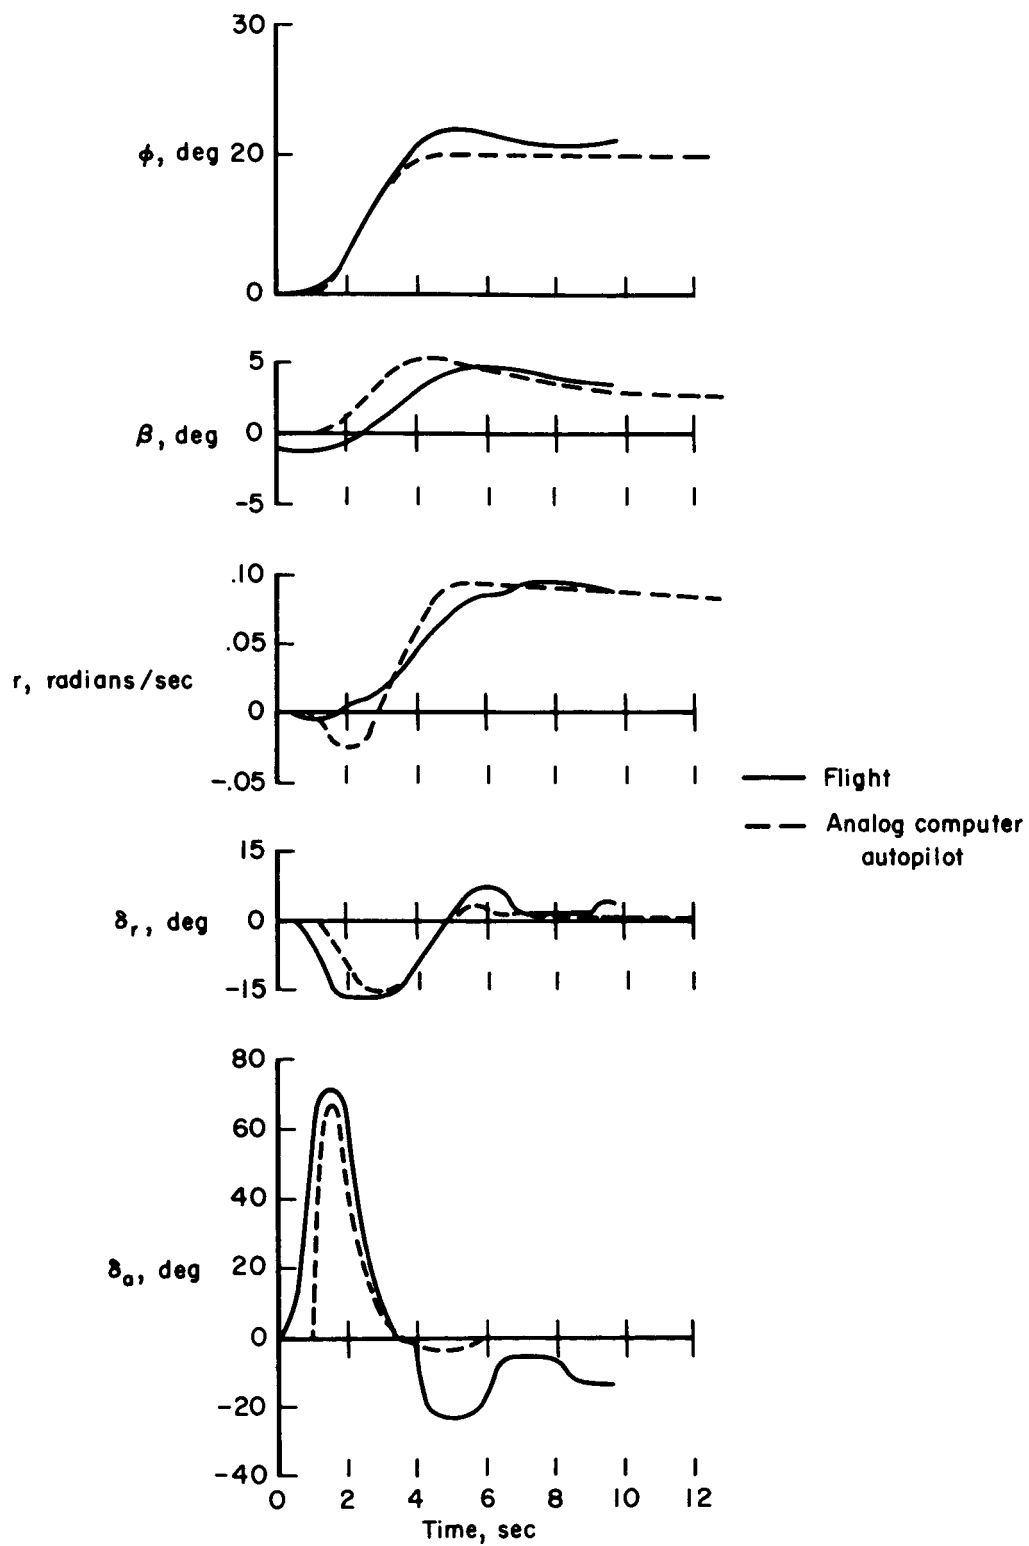 30
φ, deg 20
0
5
β, deg 0
-5
.10
.05
r, radians/sec
0
-.05
Flight
Analog computer
autopilot
15
δr, deg 0
-15
80
60
40
δa, deg 20
0
-20
-40
0 2 4 6 8 10 12
Time, sec